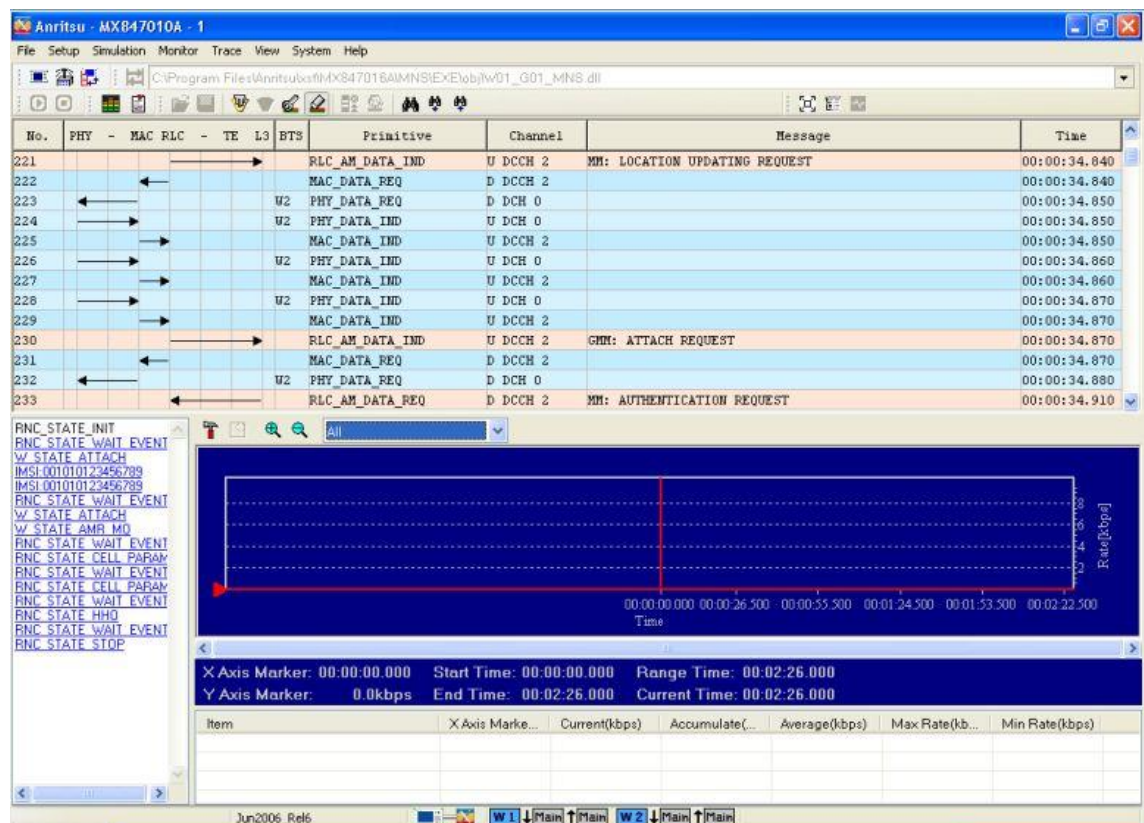 Anritsu - MX847010A - 1
File Setup Simulation Monitor Trace View System Help
C:\Program Files\Anritsu\xsf\MX847016A\MNS\EXE\obj\W01_G01_MNS.dll
No. PHY - MAC RLC - TE L3 BTS Primitive Channel Message Time
221 RLC_AM_DATA_IND U DCCH 2 MM: LOCATION UPDATING REQUEST 00:00:34.840
222 MAC_DATA_REQ D DCCH 2 00:00:34.840
223 W2 PHY_DATA_REQ D DCH 0 00:00:34.850
224 W2 PHY_DATA_IND U DCH 0 00:00:34.850
225 MAC_DATA_IND U DCCH 2 00:00:34.850
226 W2 PHY_DATA_IND U DCH 0 00:00:34.860
227 MAC_DATA_IND U DCCH 2 00:00:34.860
228 W2 PHY_DATA_IND U DCH 0 00:00:34.870
229 MAC_DATA_IND U DCCH 2 00:00:34.870
230 RLC_AM_DATA_IND U DCCH 2 GMM: ATTACH REQUEST 00:00:34.870
231 MAC_DATA_REQ D DCCH 2 00:00:34.870
232 W2 PHY_DATA_REQ D DCH 0 00:00:34.880
233 RLC_AM_DATA_REQ D DCCH 2 MM: AUTHENTICATION REQUEST 00:00:34.910
RNC_STATE_INIT
RNC_STATE_WAIT_EVENT
W_STATE_ATTACH
IMSI:001010123456789
IMSI:001010123456789
RNC_STATE_WAIT_EVENT
W_STATE_ATTACH
W_STATE_AMR_MO
RNC_STATE_WAIT_EVENT
RNC_STATE_CELL_PARAM
RNC_STATE_WAIT_EVENT
RNC_STATE_CELL_PARAM
RNC_STATE_WAIT_EVENT
RNC_STATE_HHO
RNC_STATE_WAIT_EVENT
RNC_STATE_STOP
All
8
6
4
2
Rate[kbps]
00:00:00.000 00:00:26.500 00:00:55.500 00:01:24.500 00:01:53.500 00:02:22.500
Time
X Axis Marker: 00:00:00.000 Start Time: 00:00:00.000 Range Time: 00:02:26.000
Y Axis Marker: 0.0kbps End Time: 00:02:26.000 Current Time: 00:02:26.000
Item X Axis Marke... Current(kbps) Accumulate(... Average(kbps) Max Rate(kb... Min Rate(kbps)
Jun2006_Rel6 W 1 Main Main W 2 Main Main